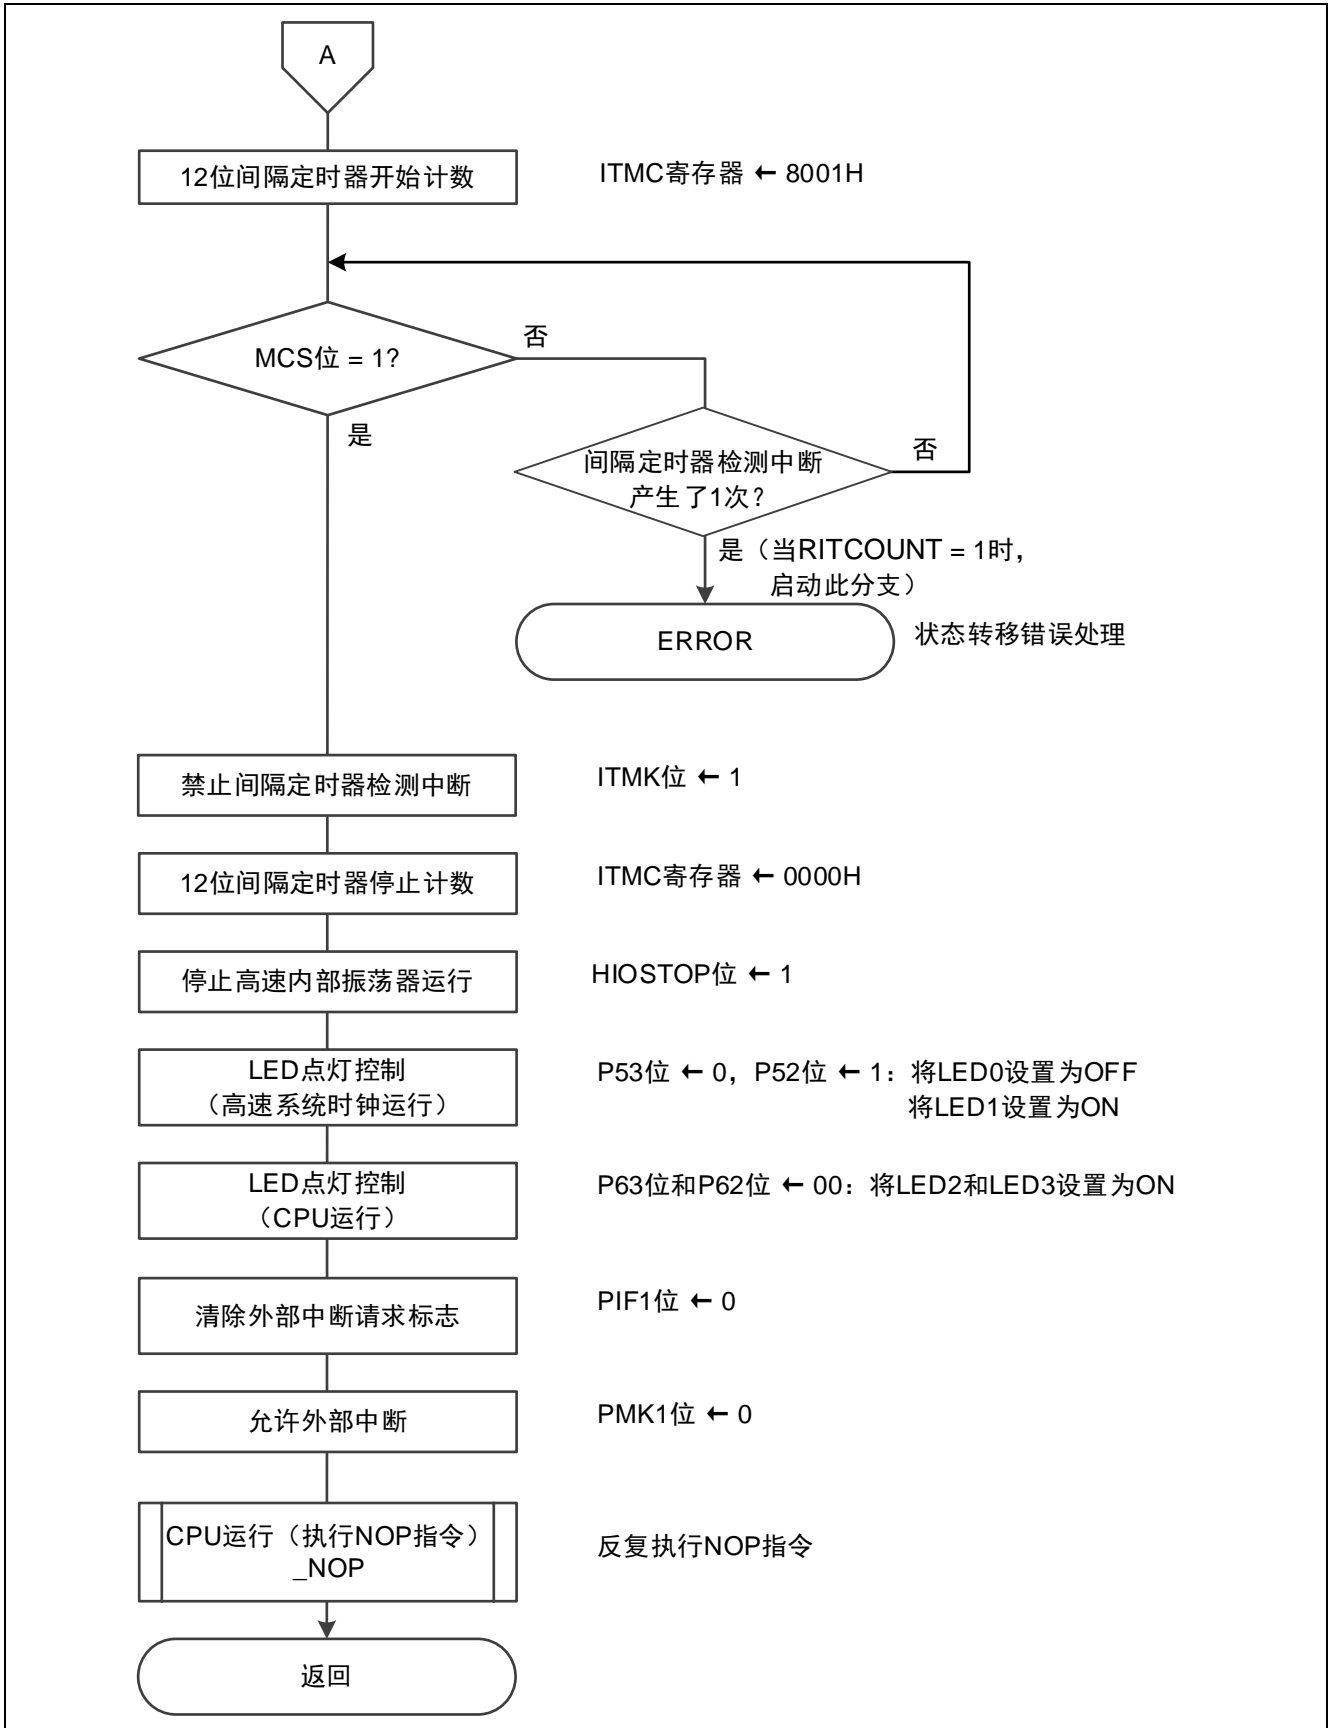 A
12位间隔定时器开始计数
ITMC寄存器 ← 8001H
MCS位 = 1?
否
是
间隔定时器检测中断
产生了1次？
否
是（当RITCOUNT = 1时，
启动此分支）
ERROR
状态转移错误处理
禁止间隔定时器检测中断
ITMK位 ← 1
12位间隔定时器停止计数
ITMC寄存器 ← 0000H
停止高速内部振荡器运行
HIOSTOP位 ← 1
LED点灯控制
（高速系统时钟运行）
P53位 ← 0，P52位 ← 1：将LED0设置为OFF
将LED1设置为ON
LED点灯控制
（CPU运行）
P63位和P62位 ← 00：将LED2和LED3设置为ON
清除外部中断请求标志
PIF1位 ← 0
允许外部中断
PMK1位 ← 0
CPU运行（执行NOP指令）
_NOP
反复执行NOP指令
返回